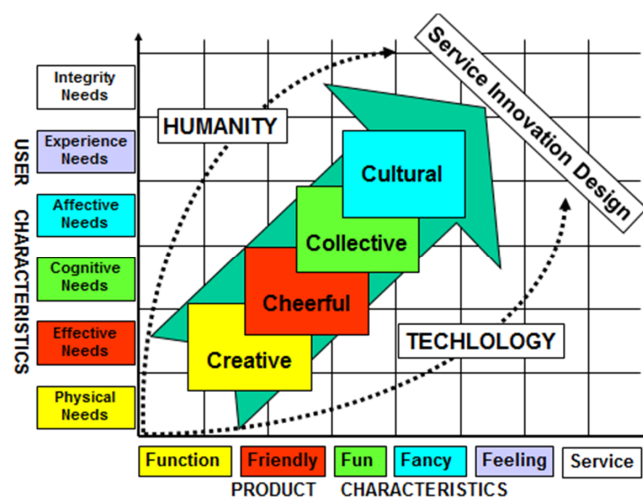 Integrity
Needs
Experience
Needs
Affective
Needs
Cognitive
Needs
Effective
Needs
Physical
Needs
USER CHARACTERISTICS
HUMANITY
Service Innovation Design
Cultural
Collective
Cheerful
Creative
TECHLOLOGY
Function Friendly Fun Fancy Feeling Service
PRODUCT CHARACTERISTICS